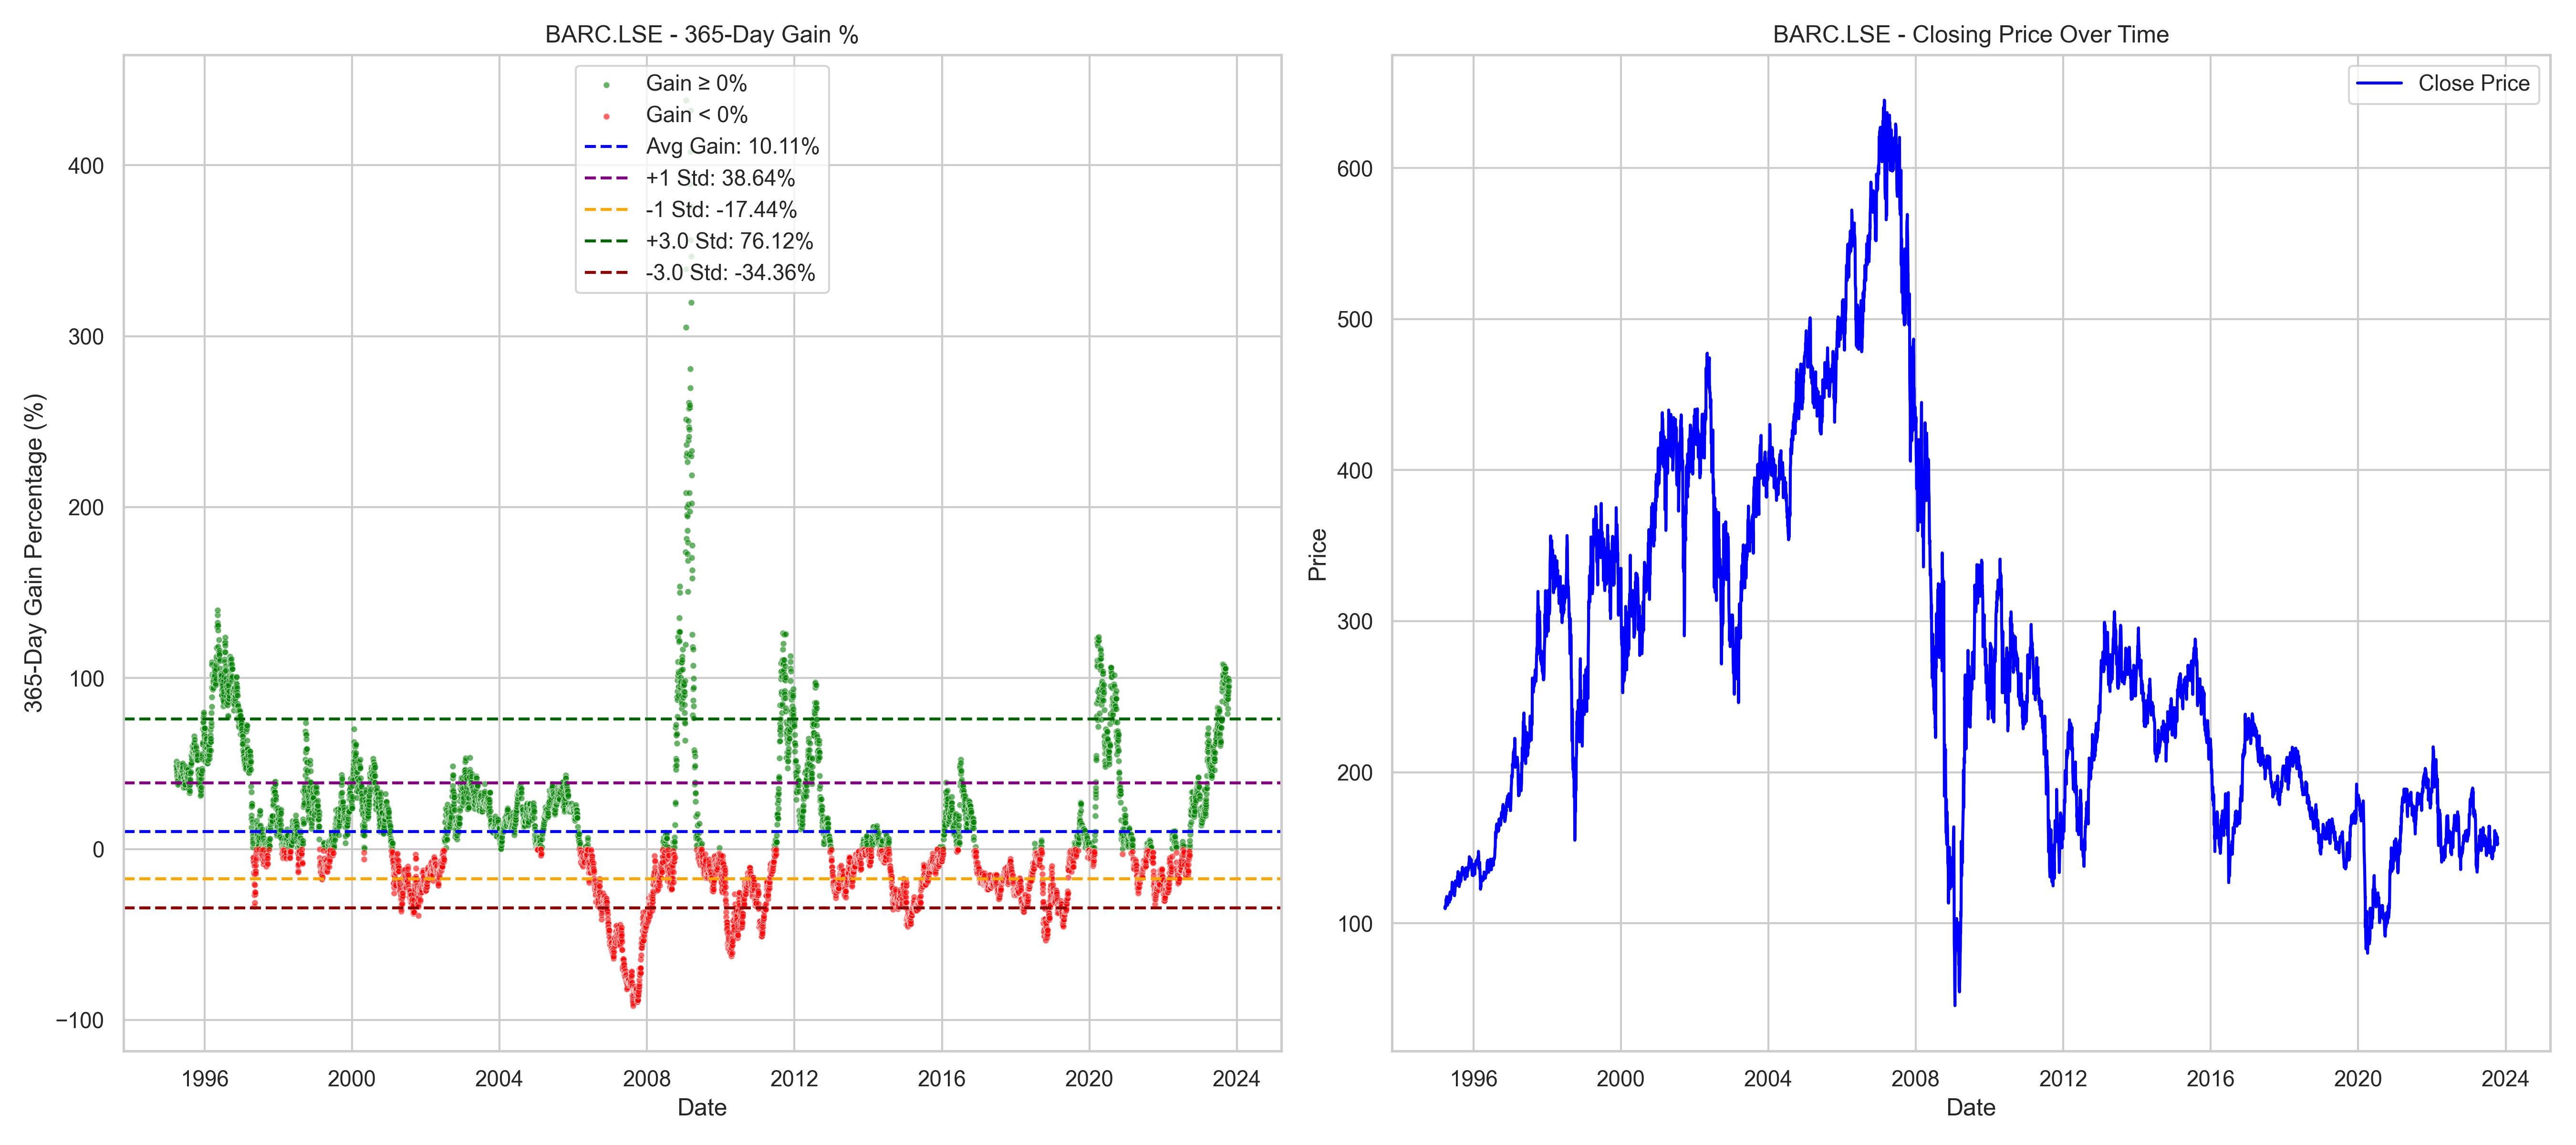 BARC.LSE - 365-Day Gain %
Gain ≥ 0%
Gain < 0%
Avg Gain: 10.11%
+1 Std: 38.64%
-1 Std: -17.44%
+3.0 Std: 76.12%
-3.0 Std: -34.36%
365-Day Gain Percentage (%)
400
300
200
100
0
−100
1996 2000 2004 2008 2012 2016 2020 2024
Date
BARC.LSE - Closing Price Over Time
Close Price
Price
600
500
400
300
200
100
1996 2000 2004 2008 2012 2016 2020 2024
Date